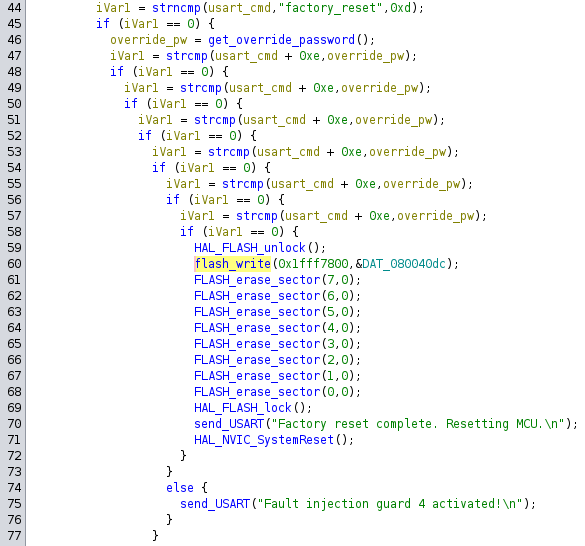 44 iVar1 = strncmp(usart_cmd,"factory_reset",0xd);
45 if (iVar1 == 0) {
46 override_pw = get_override_password();
47 iVar1 = strcmp(usart_cmd + 0xe,override_pw);
48 if (iVar1 == 0) {
49 iVar1 = strcmp(usart_cmd + 0xe,override_pw);
50 if (iVar1 == 0) {
51 iVar1 = strcmp(usart_cmd + 0xe,override_pw);
52 if (iVar1 == 0) {
53 iVar1 = strcmp(usart_cmd + 0xe,override_pw);
54 if (iVar1 == 0) {
55 iVar1 = strcmp(usart_cmd + 0xe,override_pw);
56 if (iVar1 == 0) {
57 iVar1 = strcmp(usart_cmd + 0xe,override_pw);
58 if (iVar1 == 0) {
59 HAL_FLASH_unlock();
60 flash_write(0x1fff7800,&DAT_080040dc);
61 FLASH_erase_sector(7,0);
62 FLASH_erase_sector(6,0);
63 FLASH_erase_sector(5,0);
64 FLASH_erase_sector(4,0);
65 FLASH_erase_sector(3,0);
66 FLASH_erase_sector(2,0);
67 FLASH_erase_sector(1,0);
68 FLASH_erase_sector(0,0);
69 HAL_FLASH_lock();
70 send_USART("Factory reset complete. Resetting MCU.\n");
71 HAL_NVIC_SystemReset();
72 }
73 }
74 else {
75 send_USART("Fault injection guard 4 activated!\n");
76 }
77 }